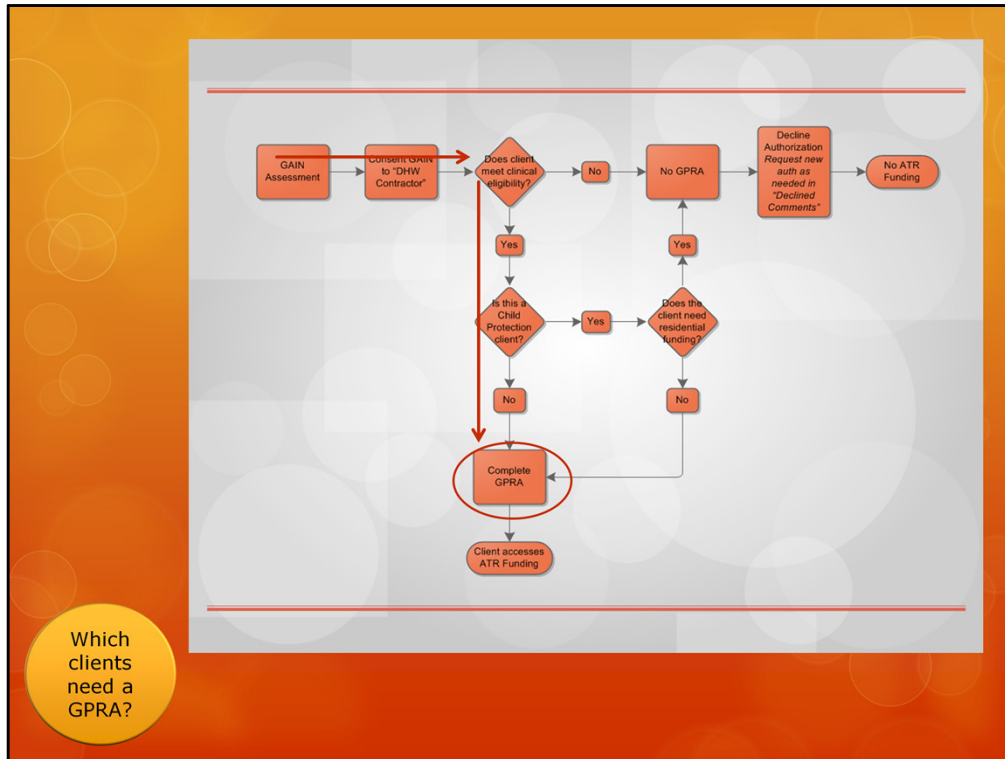 GAIN
Assessment
Consent GAIN
to "DHW
Contractor"
Does client
meet clinical
eligibility?
No
No GPRA
Decline
Authorization
Request new
auth as
needed in
"Declined
Comments"
No ATR
Funding
Yes
Yes
Is this a
Child
Protection
client?
Yes
Does the
client need
residential
funding?
No
No
Complete
GPRA
Client accesses
ATR Funding
Which
clients
need a
GPRA?